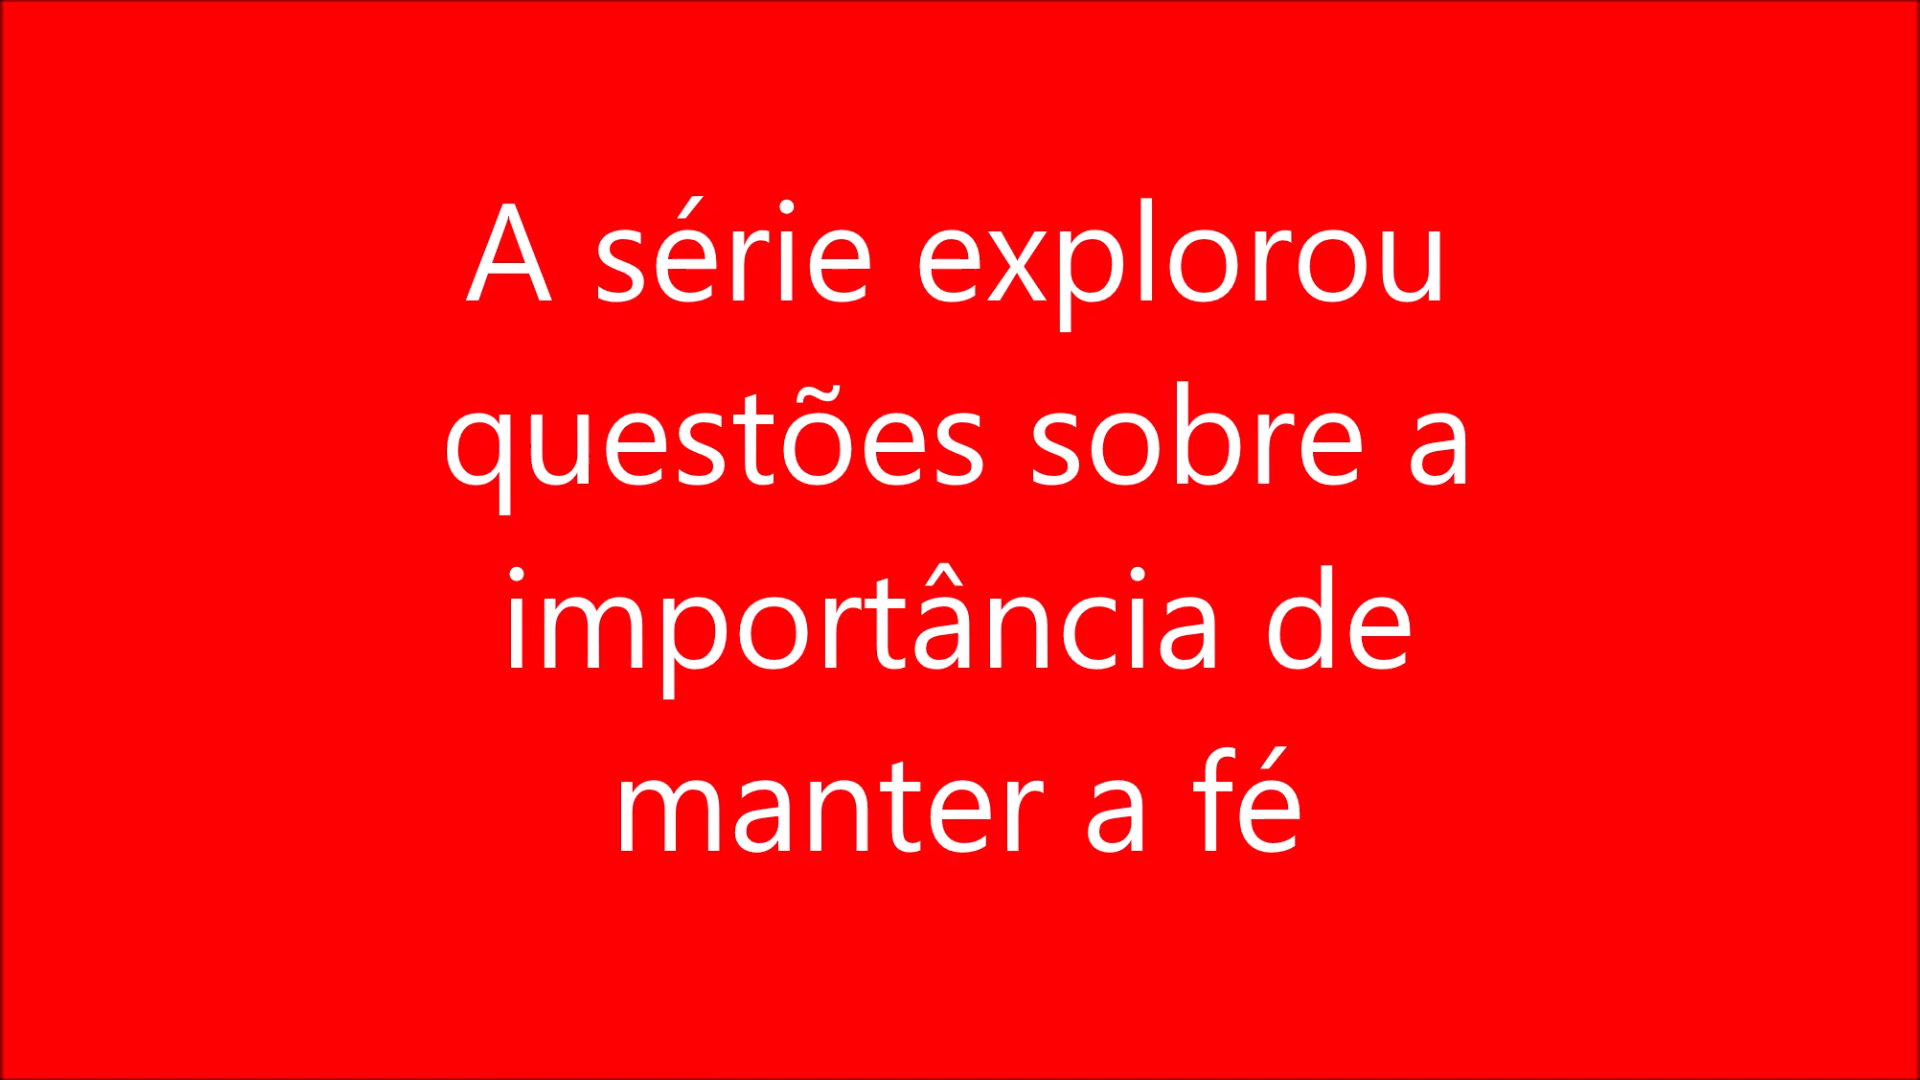 A série explorou
questões sobre a
importância de
manter a fé